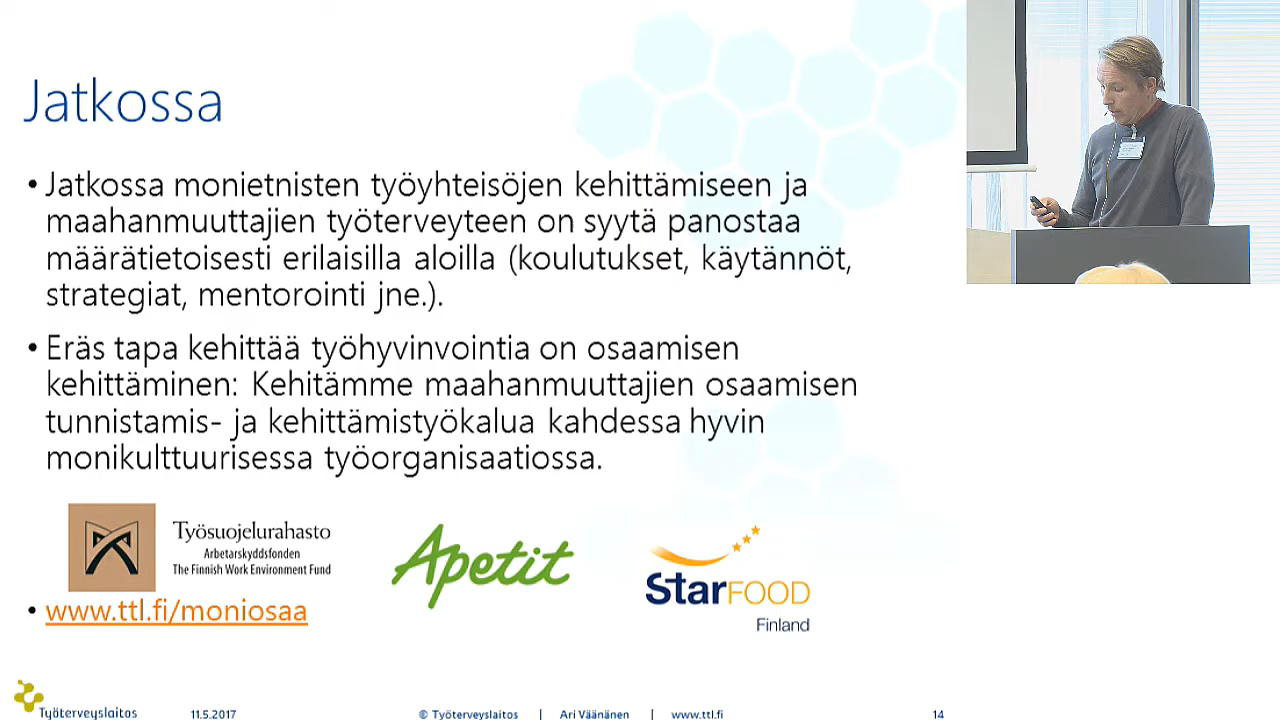 Jatkossa
• Jatkossa monietnisten työyhteisöjen kehittämiseen ja
maahanmuuttajien työterveyteen on syytä panostaa
määrätietoisesti erilaisilla aloilla (koulutukset, käytännöt,
strategiat, mentorointi jne.).
• Eräs tapa kehittää työhyvinvointia on osaamisen
kehittäminen: Kehitämme maahanmuuttajien osaamisen
tunnistamis- ja kehittämistyökalua kahdessa hyvin
monikulttuurisessa työorganisaatiossa.
Työsuojelurahasto
Arbetarskyddsfonden
The Finnish Work Environment Fund
Apetit
StarFOOD
Finland
• www.ttl.fi/moniosaa
Työterveyslaitos 11.5.2017 © Työterveyslaitos | Ari Väänänen | www.ttl.fi 14